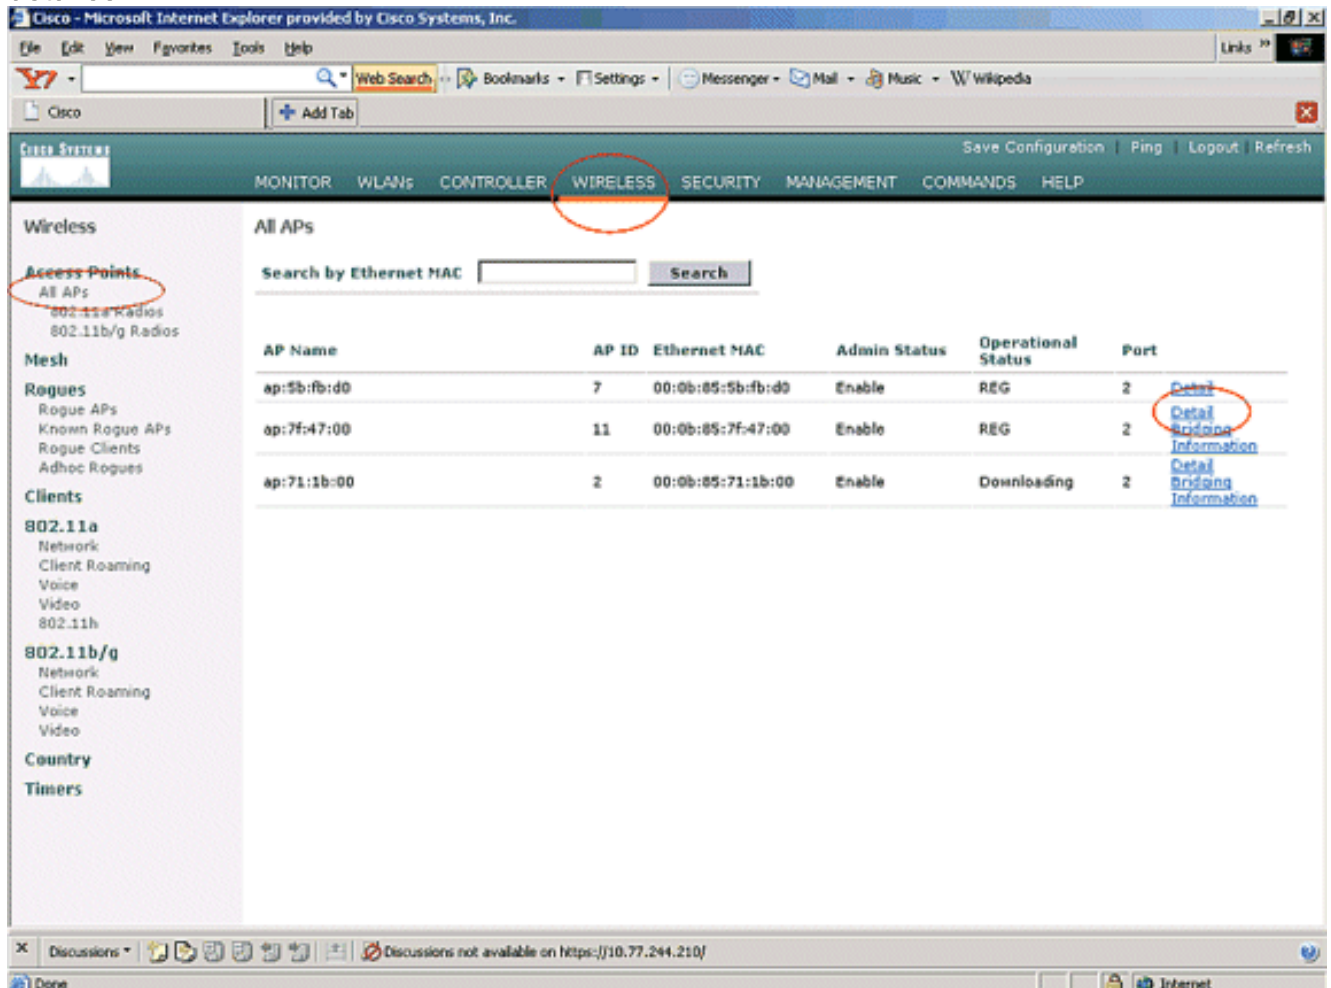 Cisco - Microsoft Internet Explorer provided by Cisco Systems, Inc.
File Edit View Favorites Tools Help Links »
Y7 Web Search Bookmarks Settings Messenger Mail Music W Wikipedia
Cisco Add Tab
CISCO SYSTEMS
Save Configuration | Ping | Logout | Refresh
MONITOR WLANs CONTROLLER WIRELESS SECURITY MANAGEMENT COMMANDS HELP
Wireless
Access Points
All APs
802.11a Radios
802.11b/g Radios
Mesh
Rogues
Rogue APs
Known Rogue APs
Rogue Clients
Adhoc Rogues
Clients
802.11a
Network
Client Roaming
Voice
Video
802.11h
802.11b/g
Network
Client Roaming
Voice
Video
Country
Timers
All APs
Search by Ethernet MAC Search
AP Name AP ID Ethernet MAC Admin Status Operational Status Port
ap:5b:fb:d0 7 00:0b:85:5b:fb:d0 Enable REG 2 Detail
ap:7f:47:00 11 00:0b:85:7f:47:00 Enable REG 2 Detail
Bridging
Information
ap:71:1b:00 2 00:0b:85:71:1b:00 Enable Downloading 2 Detail
Bridging
Information
Discussions Discussions not available on https://10.77.244.210/
Done Internet